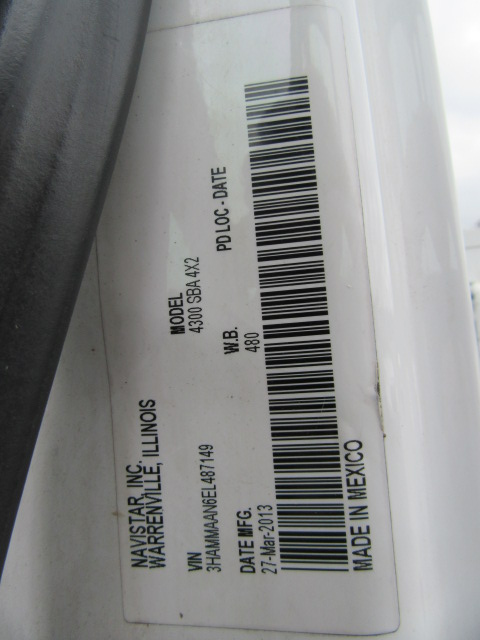 NAVISTAR, INC.
WARRENVILLE, ILLINOIS
VIN MODEL
3HAMMAAN6EL487149 4300 SBA 4X2
DATE MFG. W.B. PD LOC - DATE
27-Mar-2013 480
MADE IN MEXICO